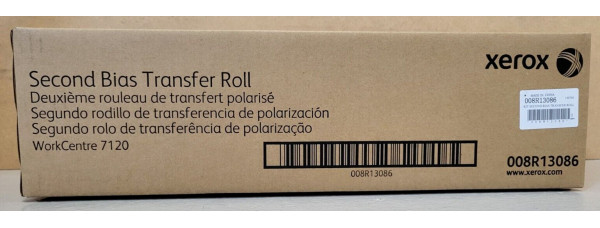 xerox
Second Bias Transfer Roll
Deuxième rouleau de transfert polarisé
Segundo rodillo de transferencia de polarización
Segundo rolo de transferência de polarização
WorkCentre 7120
008R13086
008R13086
www.xerox.com
008R13086